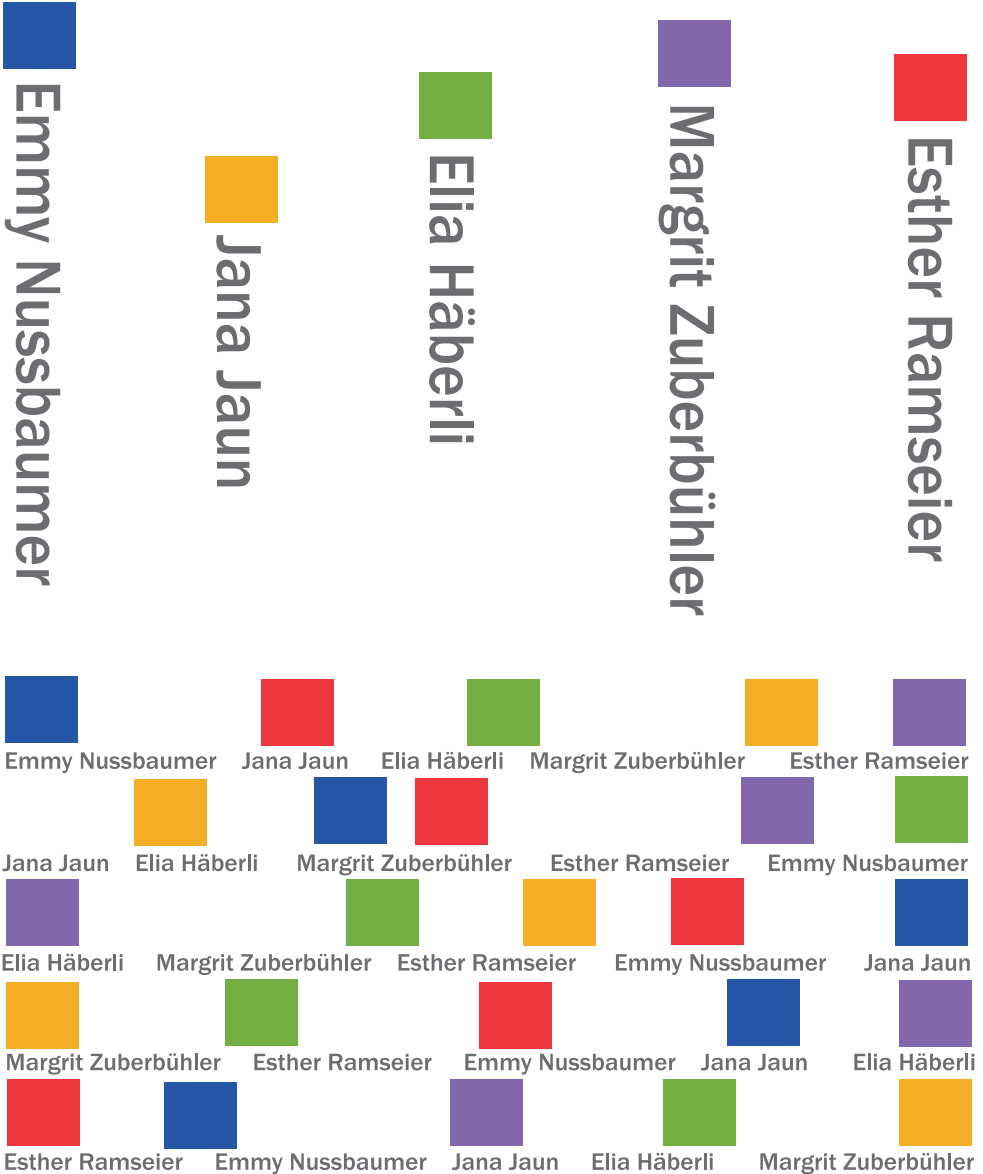 Emmy Nussbaumer
Jana Jaun
Elia Häberli
Margrit Zuberbühler
Esther Ramseier
Emmy Nussbaumer Jana Jaun Elia Häberli Margrit Zuberbühler Esther Ramseier
Jana Jaun Elia Häberli Margrit Zuberbühler Esther Ramseier Emmy Nusbaumer
Elia Häberli Margrit Zuberbühler Esther Ramseier Emmy Nussbaumer Jana Jaun
Margrit Zuberbühler Esther Ramseier Emmy Nussbaumer Jana Jaun Elia Häberli
Esther Ramseier Emmy Nussbaumer Jana Jaun Elia Häberli Margrit Zuberbühler